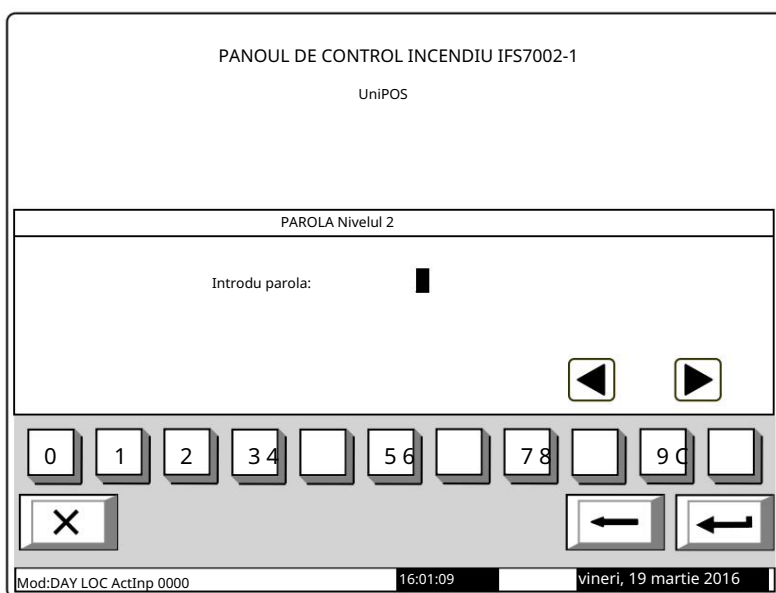 PANOUL DE CONTROL INCENDIU IFS7002-1
UniPOS
PAROLA Nivelul 2
Introdu parola:
0 1 2 3 4 5 6 7 8 9 C
Mod:DAY LOC ActInp 0000 16:01:09 vineri, 19 martie 2016